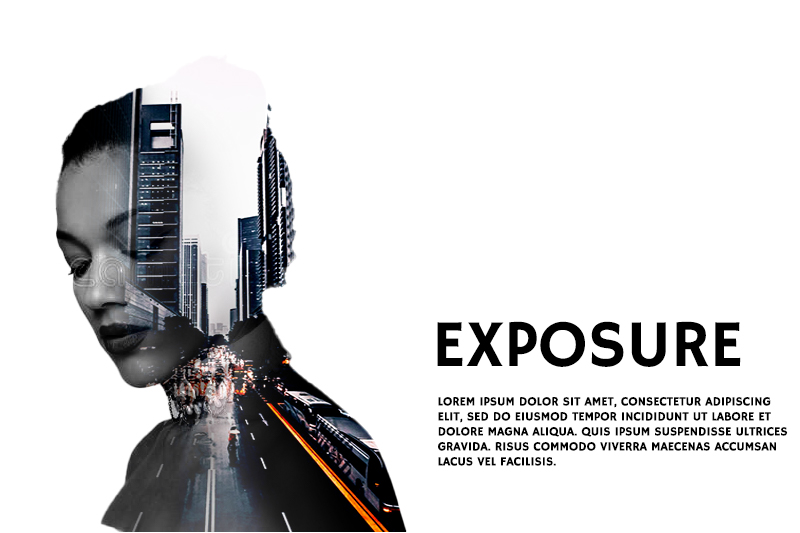 EXPOSURE
LOREM IPSUM DOLOR SIT AMET, CONSECTETUR ADIPISCING
ELIT, SED DO EIUSMOD TEMPOR INCIDIDUNT UT LABORE ET
DOLORE MAGNA ALIQUA. QUIS IPSUM SUSPENDISSE ULTRICES
GRAVIDA. RISUS COMMODO VIVERRA MAECENAS ACCUMSAN
LACUS VEL FACILISIS.